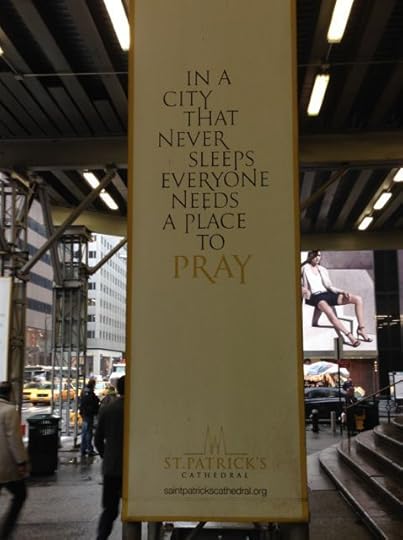 IN A
CITY
THAT
NEVER
SLEEPS
EVERYONE
NEEDS
A PLACE
TO
PRAY
ST. PATRICK'S
CATHEDRAL
saintpatrickscathedral.org